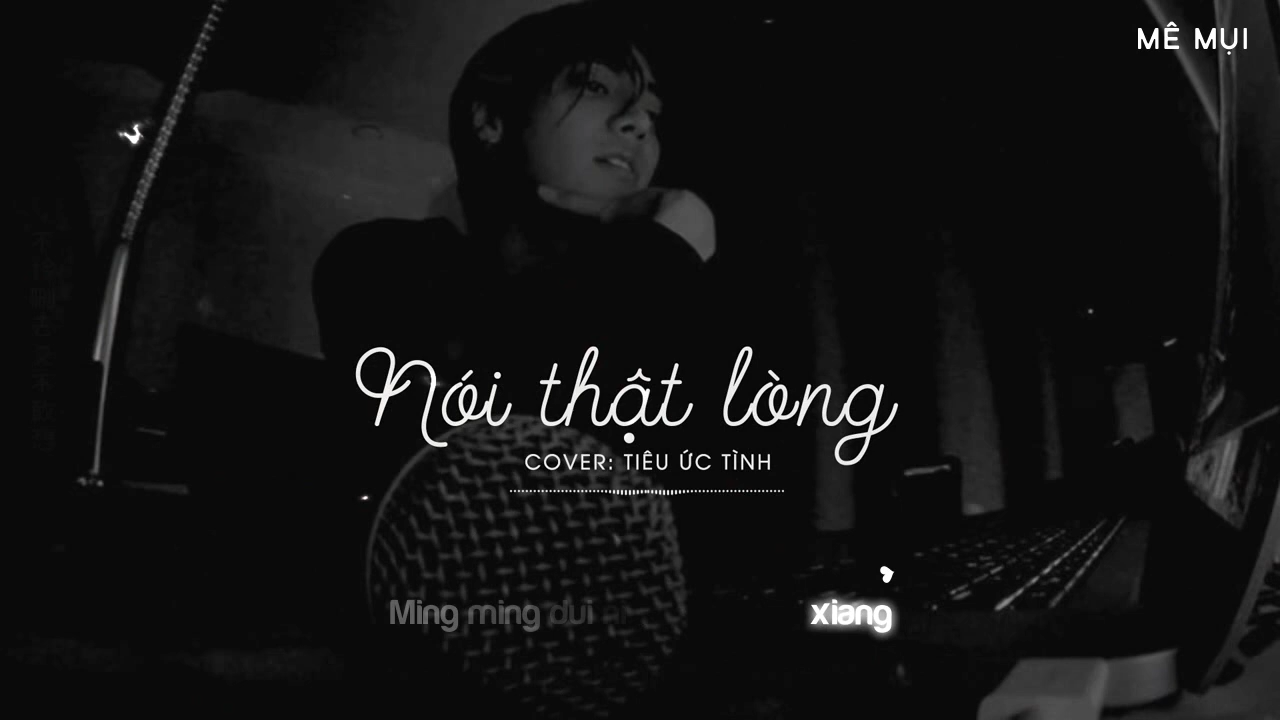 MÊ MỤI
Nói thật lòng
COVER: TIÊU ỨC TÌNH
Ming ming dui xiang